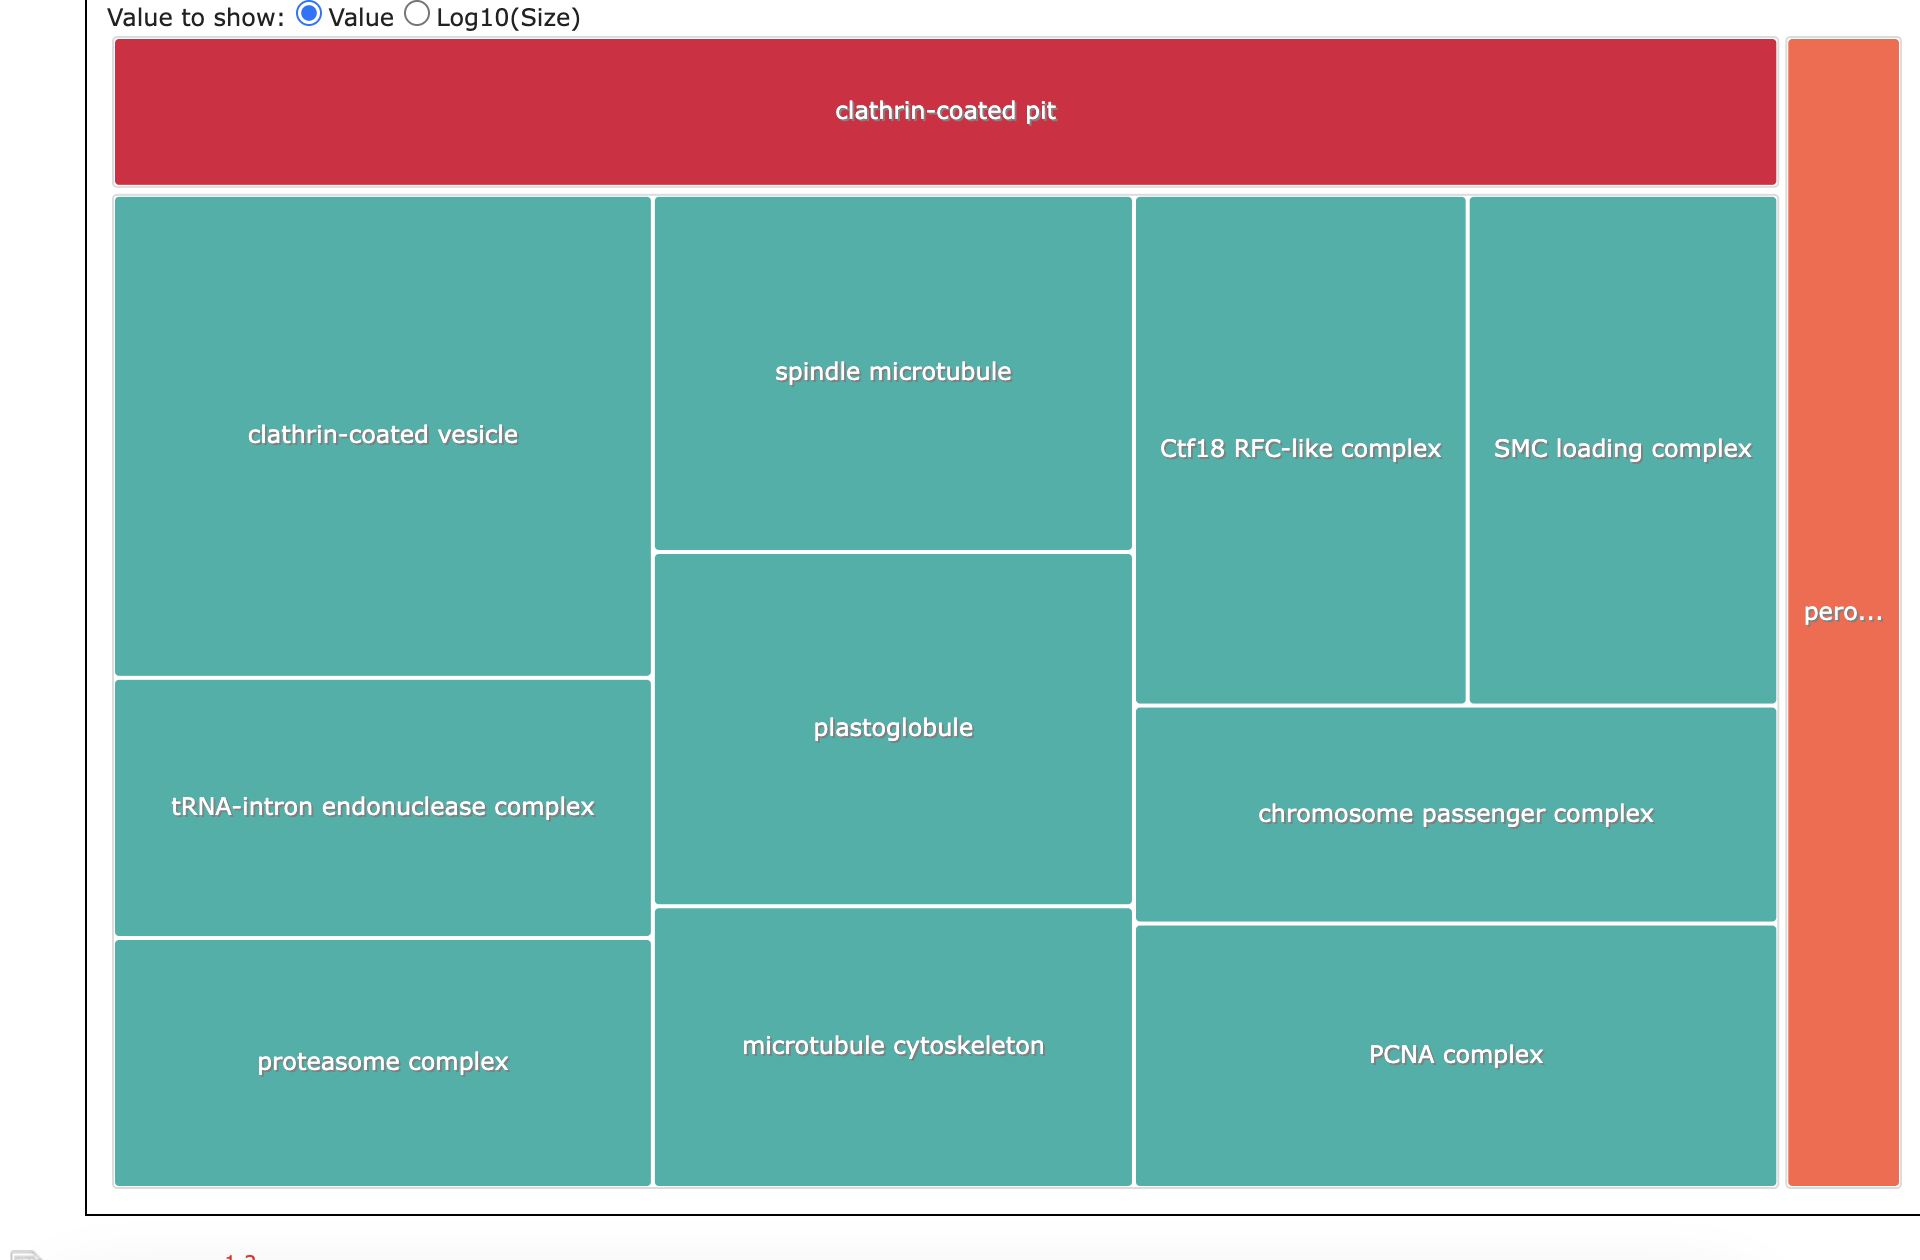 Value to show: Value Log10(Size)
clathrin-coated pit
clathrin-coated vesicle
spindle microtubule
Ctf18 RFC-like complex
SMC loading complex
pero...
plastoglobule
tRNA-intron endonuclease complex
chromosome passenger complex
proteasome complex
microtubule cytoskeleton
PCNA complex